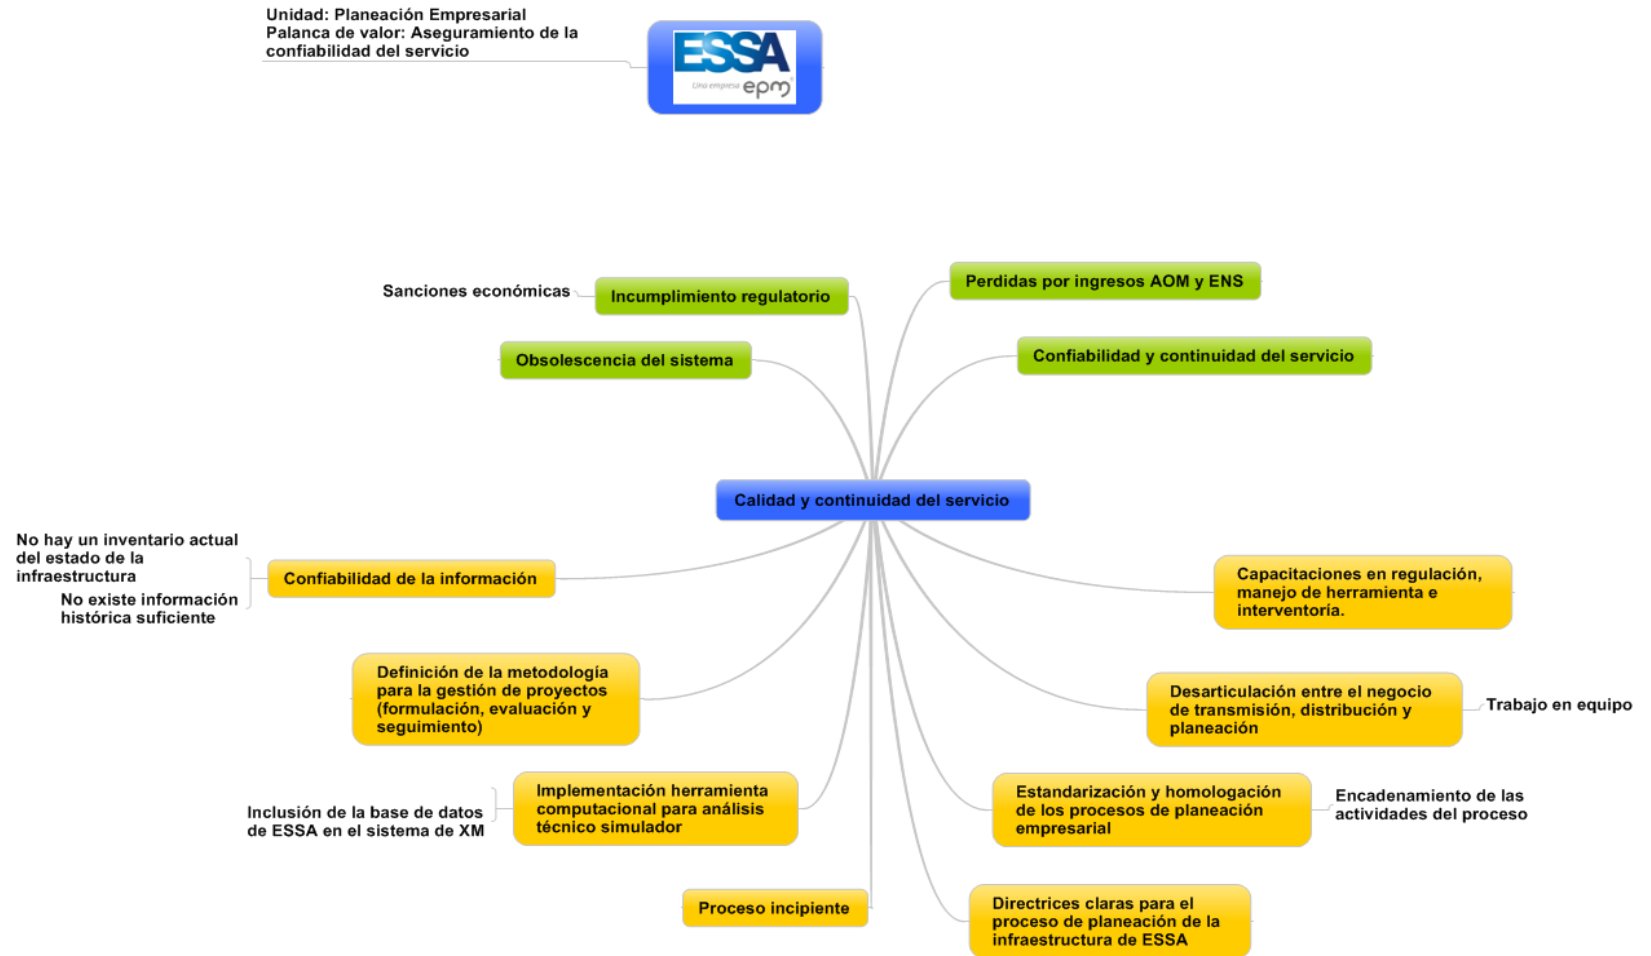 Unidad: Planeación Empresarial
Palanca de valor: Aseguramiento de la
confiabilidad del servicio
ESSA
Una empresa epm®
Sanciones económicas
Incumplimiento regulatorio
Perdidas por ingresos AOM y ENS
Obsolescencia del sistema
Confiabilidad y continuidad del servicio
Calidad y continuidad del servicio
No hay un inventario actual
del estado de la
infraestructura
No existe información
histórica suficiente
Confiabilidad de la información
Capacitaciones en regulación,
manejo de herramienta e
interventoría.
Definición de la metodología
para la gestión de proyectos
(formulación, evaluación y
seguimiento)
Desarticulación entre el negocio
de transmisión, distribución y
planeación
Trabajo en equipo
Inclusión de la base de datos
de ESSA en el sistema de XM
Implementación herramienta
computacional para análisis
técnico simulador
Estandarización y homologación
de los procesos de planeación
empresarial
Encadenamiento de las
actividades del proceso
Proceso incipiente
Directrices claras para el
proceso de planeación de la
infraestructura de ESSA